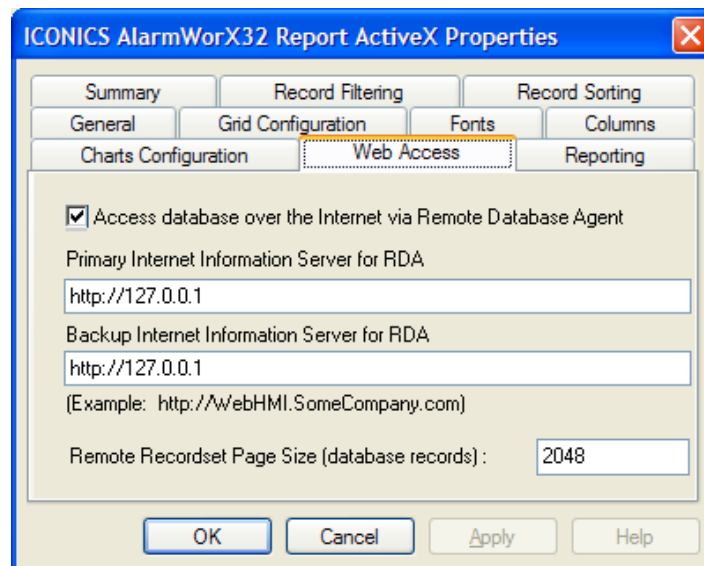 ICONICS AlarmWorX32 Report ActiveX Properties
Summary Record Filtering Record Sorting
General Grid Configuration Fonts Columns
Charts Configuration Web Access Reporting
Access database over the Internet via Remote Database Agent
Primary Internet Information Server for RDA
http://127.0.0.1
Backup Internet Information Server for RDA
http://127.0.0.1
(Example: http://WebHMI.SomeCompany.com)
Remote Recordset Page Size (database records) : 2048
OK Cancel Apply Help